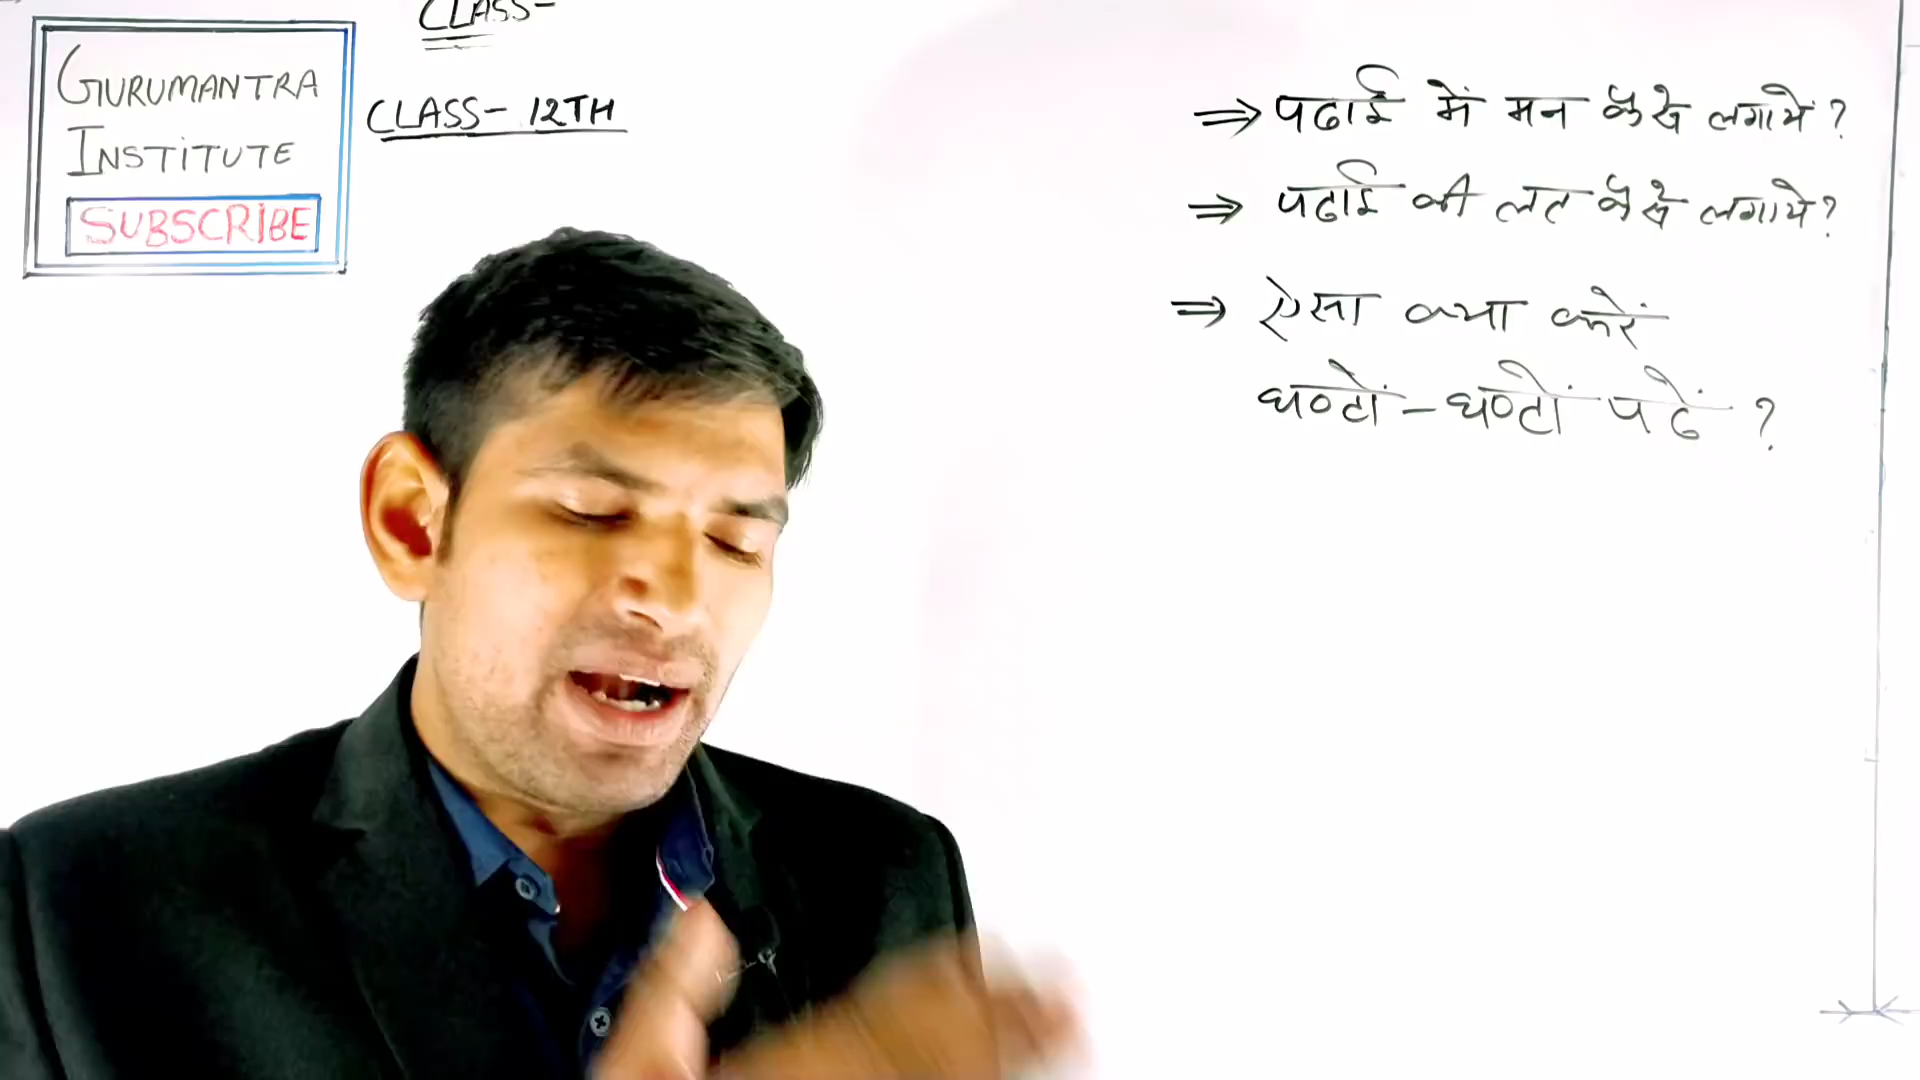 CLASS-
GURUMANTRA
INSTITUTE
SUBSCRIBE
CLASS- 12TH
⇒ पढाई में मन कैसे लगाये?
⇒ पढाई की लत कैसे लगाये?
⇒ ऐसा क्या करें
घण्टों - घण्टों पढें ?